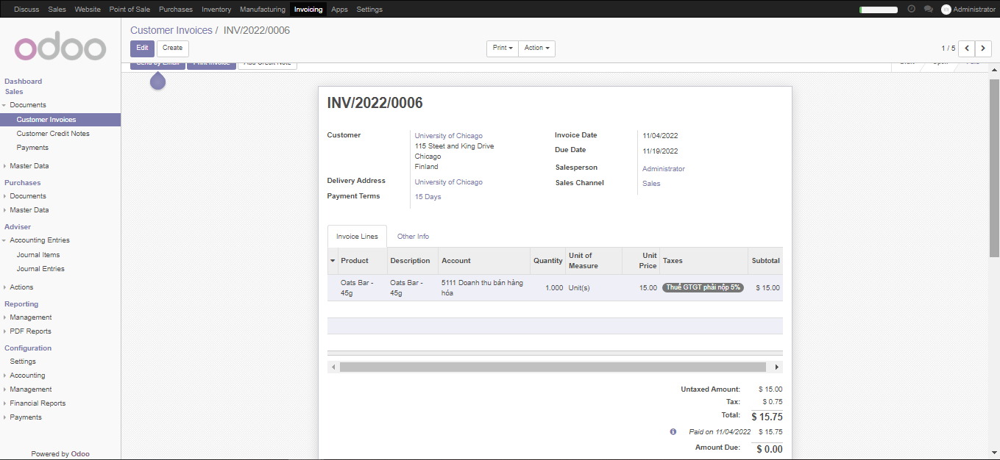 Discuss Sales Website Point of Sale Purchases Inventory Manufacturing Invoicing Apps Settings Administrator
odoo
Customer Invoices / INV/2022/0006
Edit Create Print Action 1 / 5
Send by Email Print Invoice Add Credit Note Draft Open Paid
Dashboard
Sales
Documents
Customer Invoices
Customer Credit Notes
Payments
Master Data
Purchases
Documents
Master Data
Adviser
Accounting Entries
Journal Items
Journal Entries
Actions
Reporting
Management
PDF Reports
Configuration
Settings
Accounting
Management
Financial Reports
Payments
Powered by Odoo
INV/2022/0006
Customer University of Chicago
115 Steet and King Drive
Chicago
Finland
Delivery Address University of Chicago
Payment Terms 15 Days
Invoice Date 11/04/2022
Due Date 11/19/2022
Salesperson Administrator
Sales Channel Sales
Invoice Lines Other Info
Product Description Account Quantity Unit of Measure Unit Price Taxes Subtotal
Oats Bar - 45g Oats Bar - 45g 5111 Doanh thu bán hàng hóa 1.000 Unit(s) 15.00 Thuế GTGT phải nộp 5% $ 15.00
Untaxed Amount: $ 15.00
Tax: $ 0.75
Total: $ 15.75
Paid on 11/04/2022 $ 15.75
Amount Due: $ 0.00